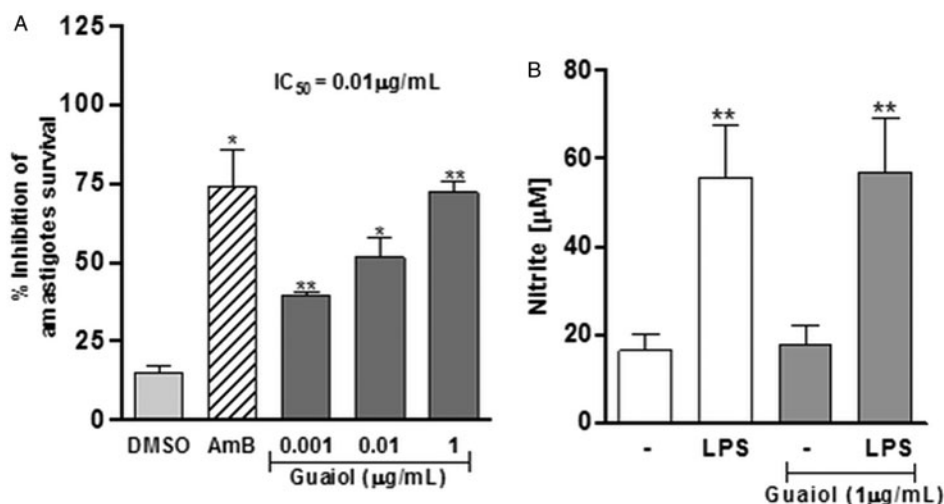 A
125
100
75
50
25
0
% Inhibition of
amastigotes survival
IC50 = 0.01µg/mL
*
**
*
**
DMSO AmB 0.001 0.01 1
Guaiol (µg/mL)
B
80
60
40
20
0
Nitrite [µM]
**
**
- LPS - LPS
Guaiol (1µg/mL)